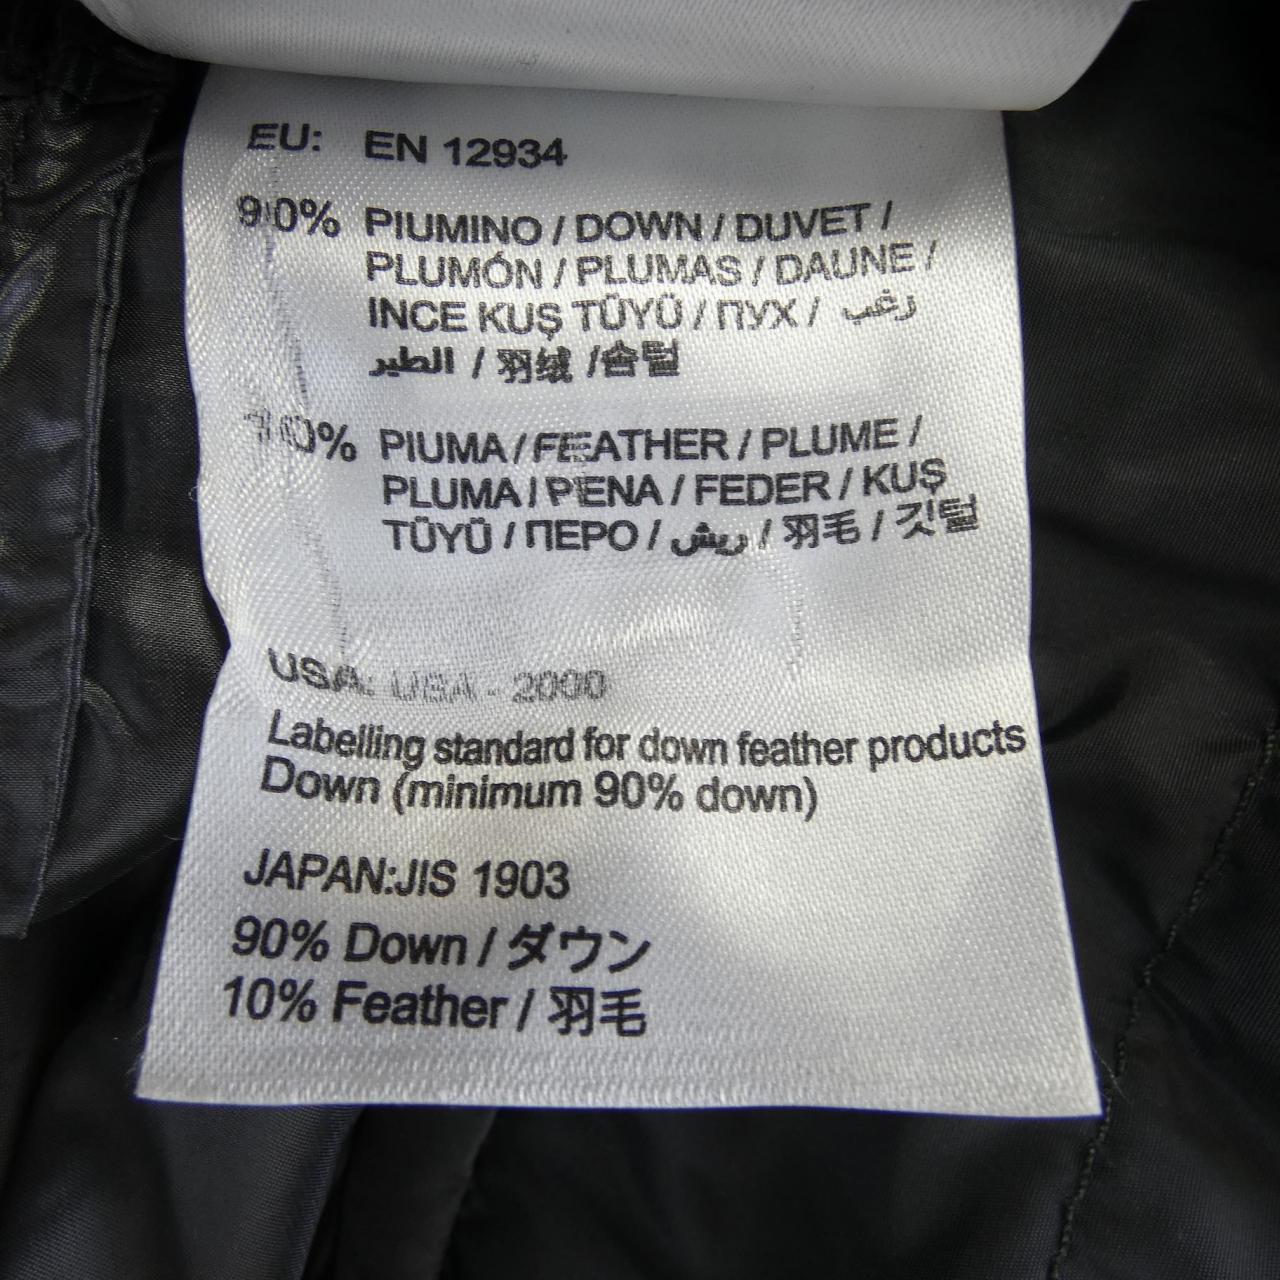 EU: EN 12934
90% PIUMINO / DOWN / DUVET /
PLUMÓN / PLUMAS / DAUNE /
INCE KUŞ TÜYÜ / ПУХ / زغب
الطير / 羽绒 /솜털
10% PIUMA / FEATHER / PLUME /
PLUMA / PENA / FEDER / KUŞ
TÜYÜ / ПЕРО / ريش / 羽毛 / 깃털
USA: USA - 2000
Labelling standard for down feather products
Down (minimum 90% down)
JAPAN:JIS 1903
90% Down / ダウン
10% Feather / 羽毛